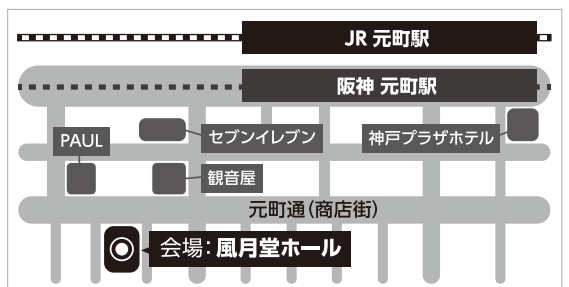 JR 元町駅
阪神 元町駅
PAUL
セブンイレブン
神戸プラザホテル
観音屋
元町通(商店街)
会場：風月堂ホール